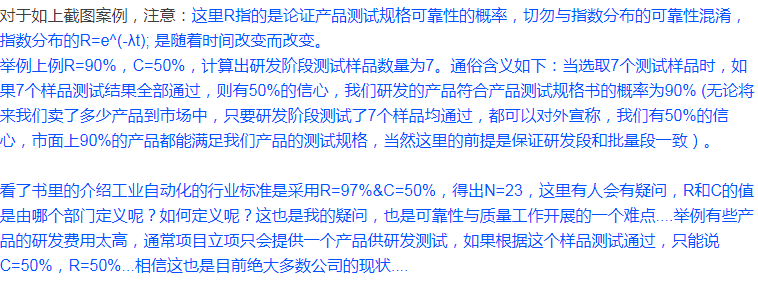 对于如上截图案例，注意：这里R指的是论证产品测试规格可靠性的概率，切勿与指数分布的可靠性混淆，
指数分布的R=e^(-λt); 是随着时间改变而改变。
举例上例R=90%，C=50%，计算出研发阶段测试样品数量为7。通俗含义如下：当选取7个测试样品时，如
果7个样品测试结果全部通过，则有50%的信心，我们研发的产品符合产品测试规格书的概率为90% (无论将
来我们卖了多少产品到市场中，只要研发阶段测试了7个样品均通过，都可以对外宣称，我们有50%的信
心，市面上90%的产品都能满足我们产品的测试规格，当然这里的前提是保证研发段和批量段一致）。
看了书里的介绍工业自动化的行业标准是采用R=97%&C=50%，得出N=23，这里有人会有疑问，R和C的值
是由哪个部门定义呢？如何定义呢？这也是我的疑问，也是可靠性与质量工作开展的一个难点....举例有些产
品的研发费用太高，通常项目立项只会提供一个产品供研发测试，如果根据这个样品测试通过，只能说
C=50%，R=50%...相信这也是目前绝大多数公司的现状....